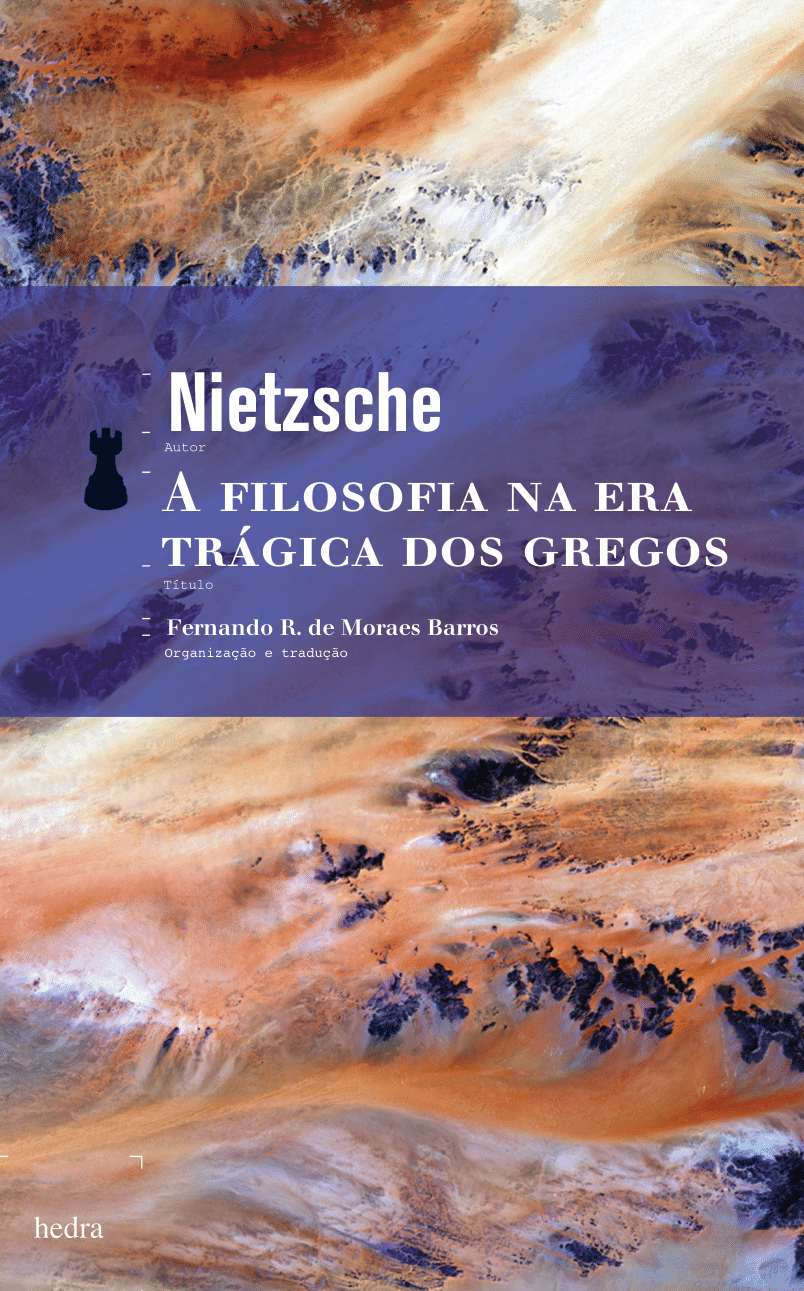 Nietzsche
Autor
A FILOSOFIA NA ERA
TRÁGICA DOS GREGOS
Título
Fernando R. de Moraes Barros
Organização e tradução
hedra